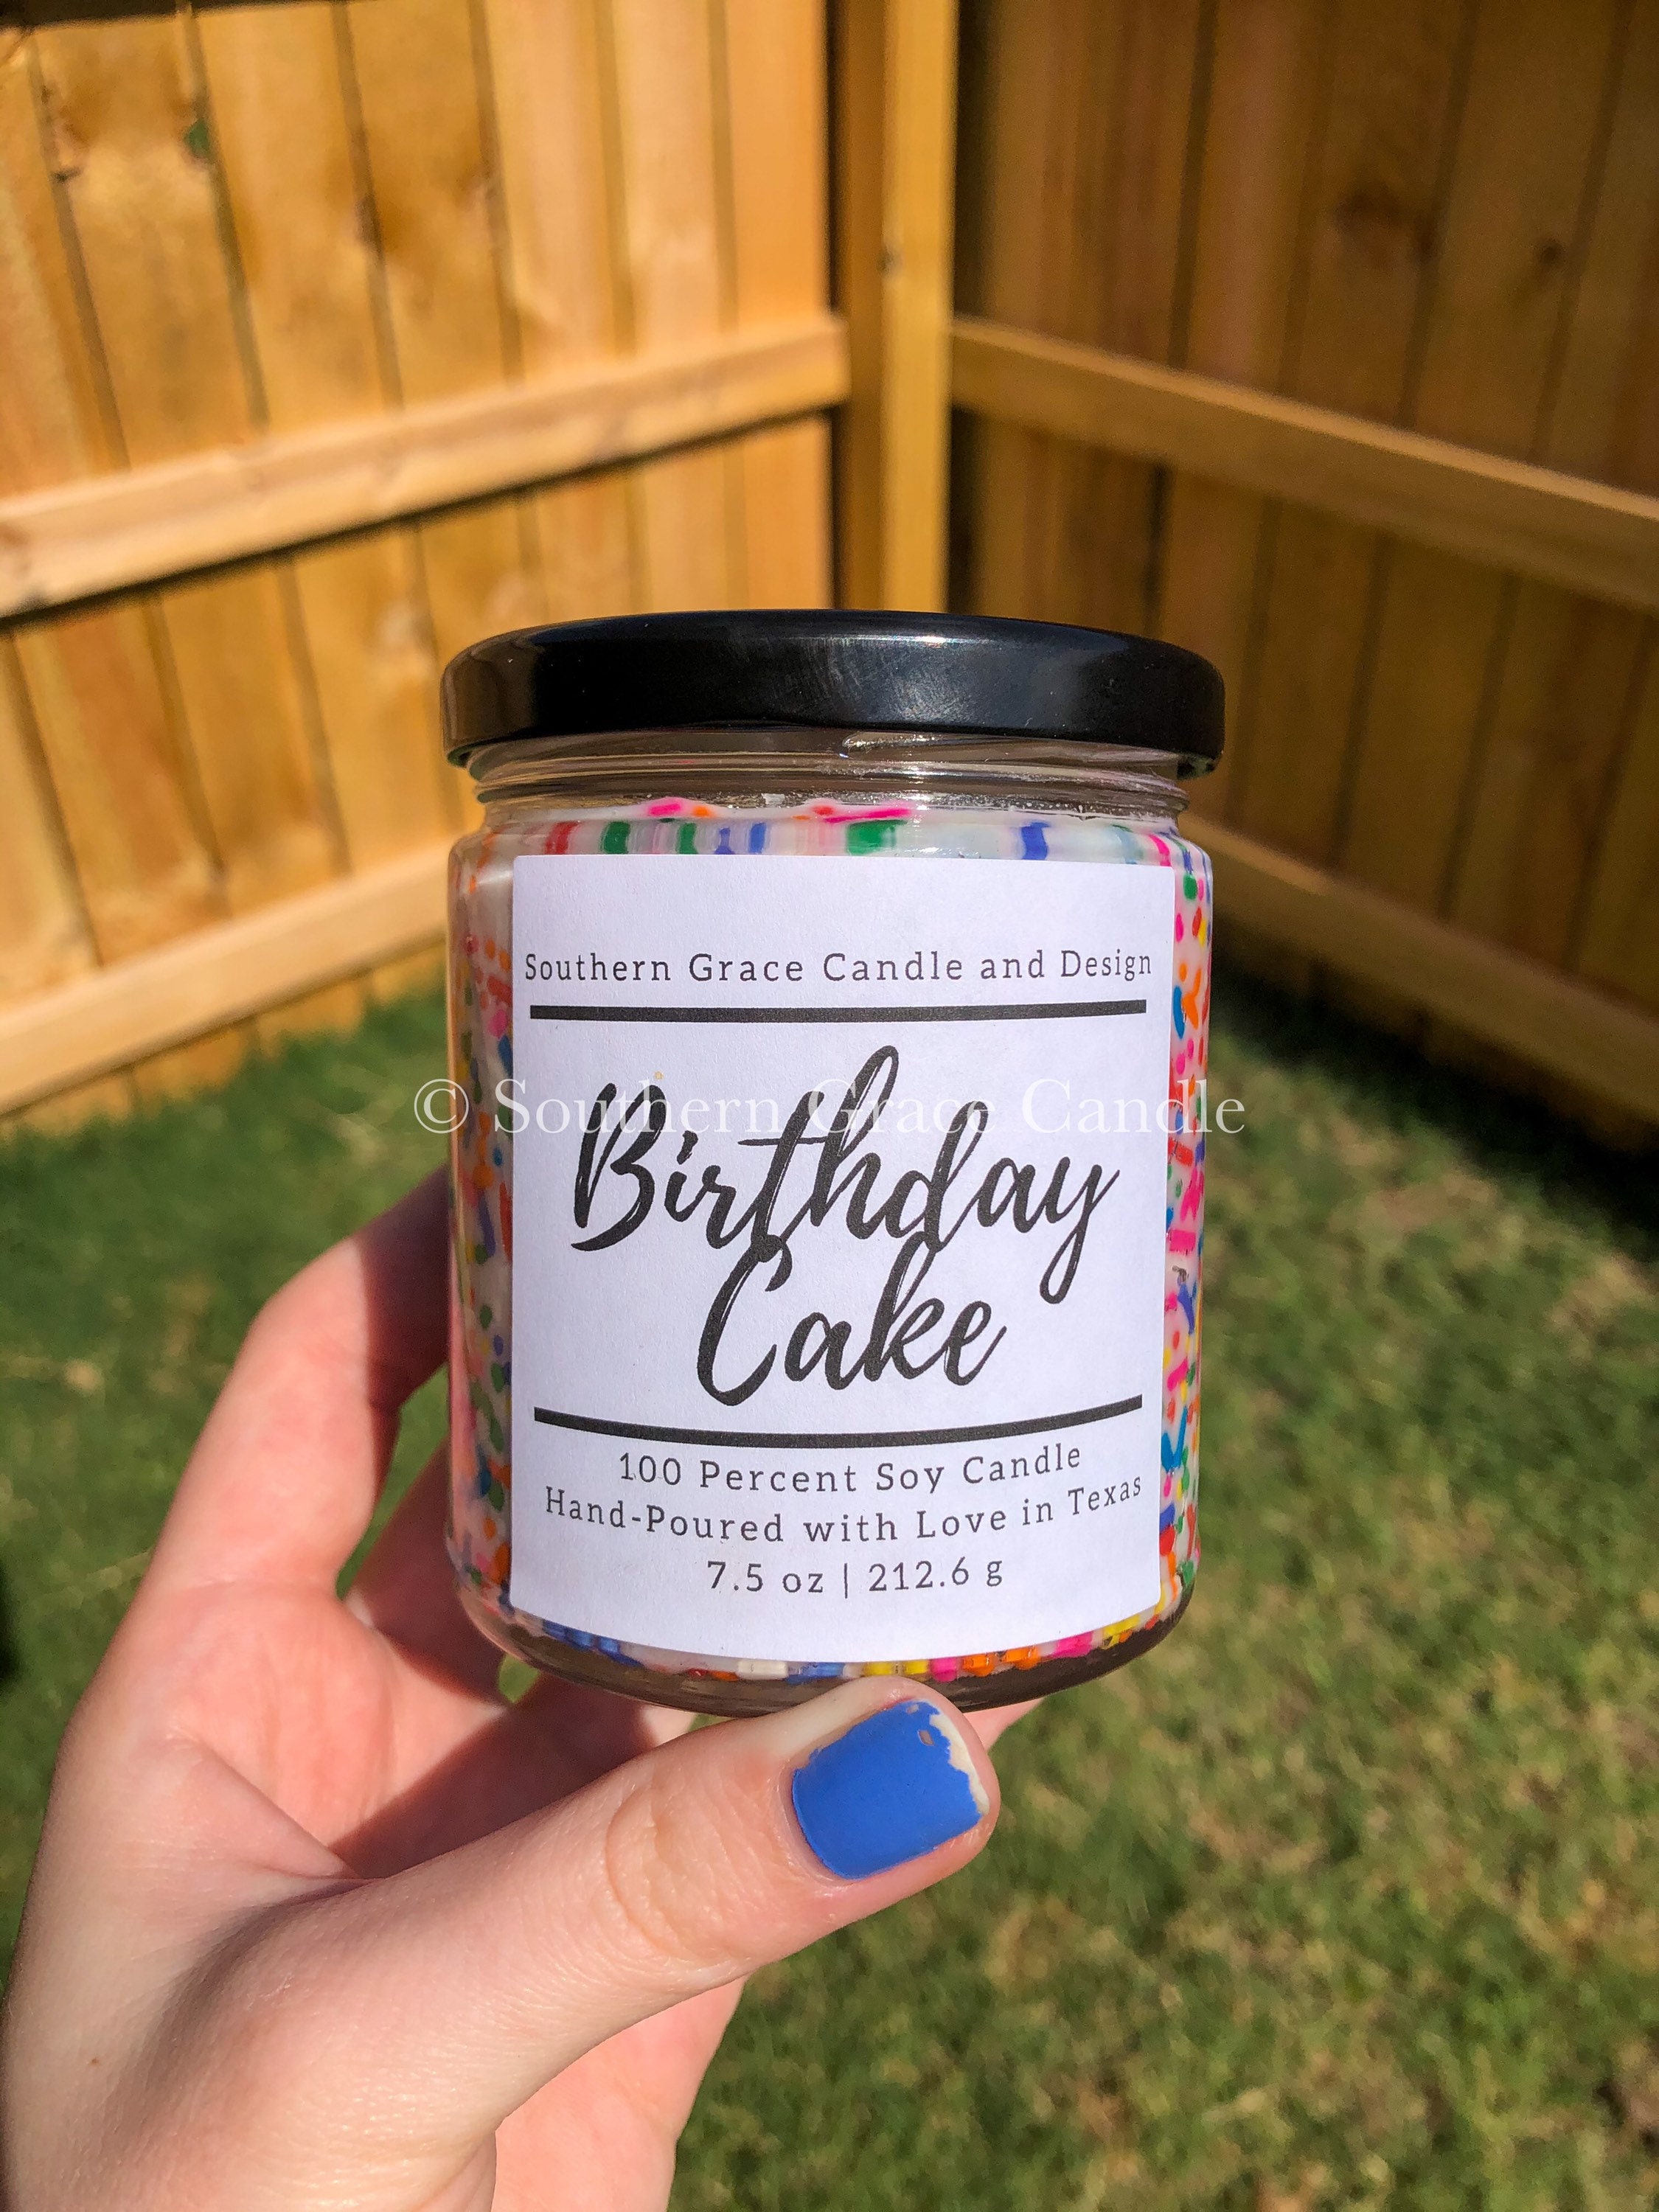 Southern Grace Candle and Design
© Southern Grace Candle
Birthday
Cake
100 Percent Soy Candle
Hand-Poured with Love in Texas
7.5 oz | 212.6 g